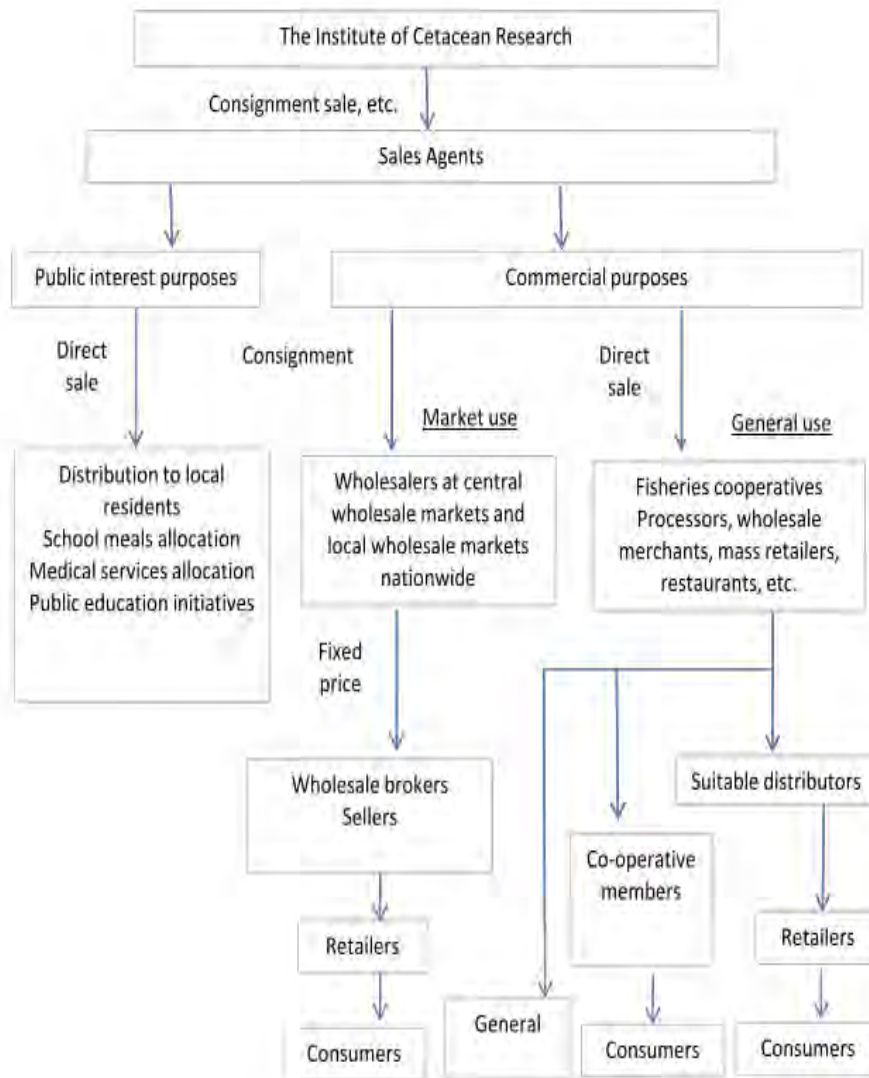 The Institute of Cetacean Research
Consignment sale, etc.
Sales Agents
Public interest purposes
Commercial purposes
Direct
sale
Consignment
Direct
sale
Market use
General use
Distribution to local
residents
School meals allocation
Medical services allocation
Public education initiatives
Wholesalers at central
wholesale markets and
local wholesale markets
nationwide
Fisheries cooperatives
Processors, wholesale
merchants, mass retailers,
restaurants, etc.
Fixed
price
Wholesale brokers
Sellers
Suitable distributors
Co-operative
members
Retailers
Retailers
General
Consumers
Consumers
Consumers